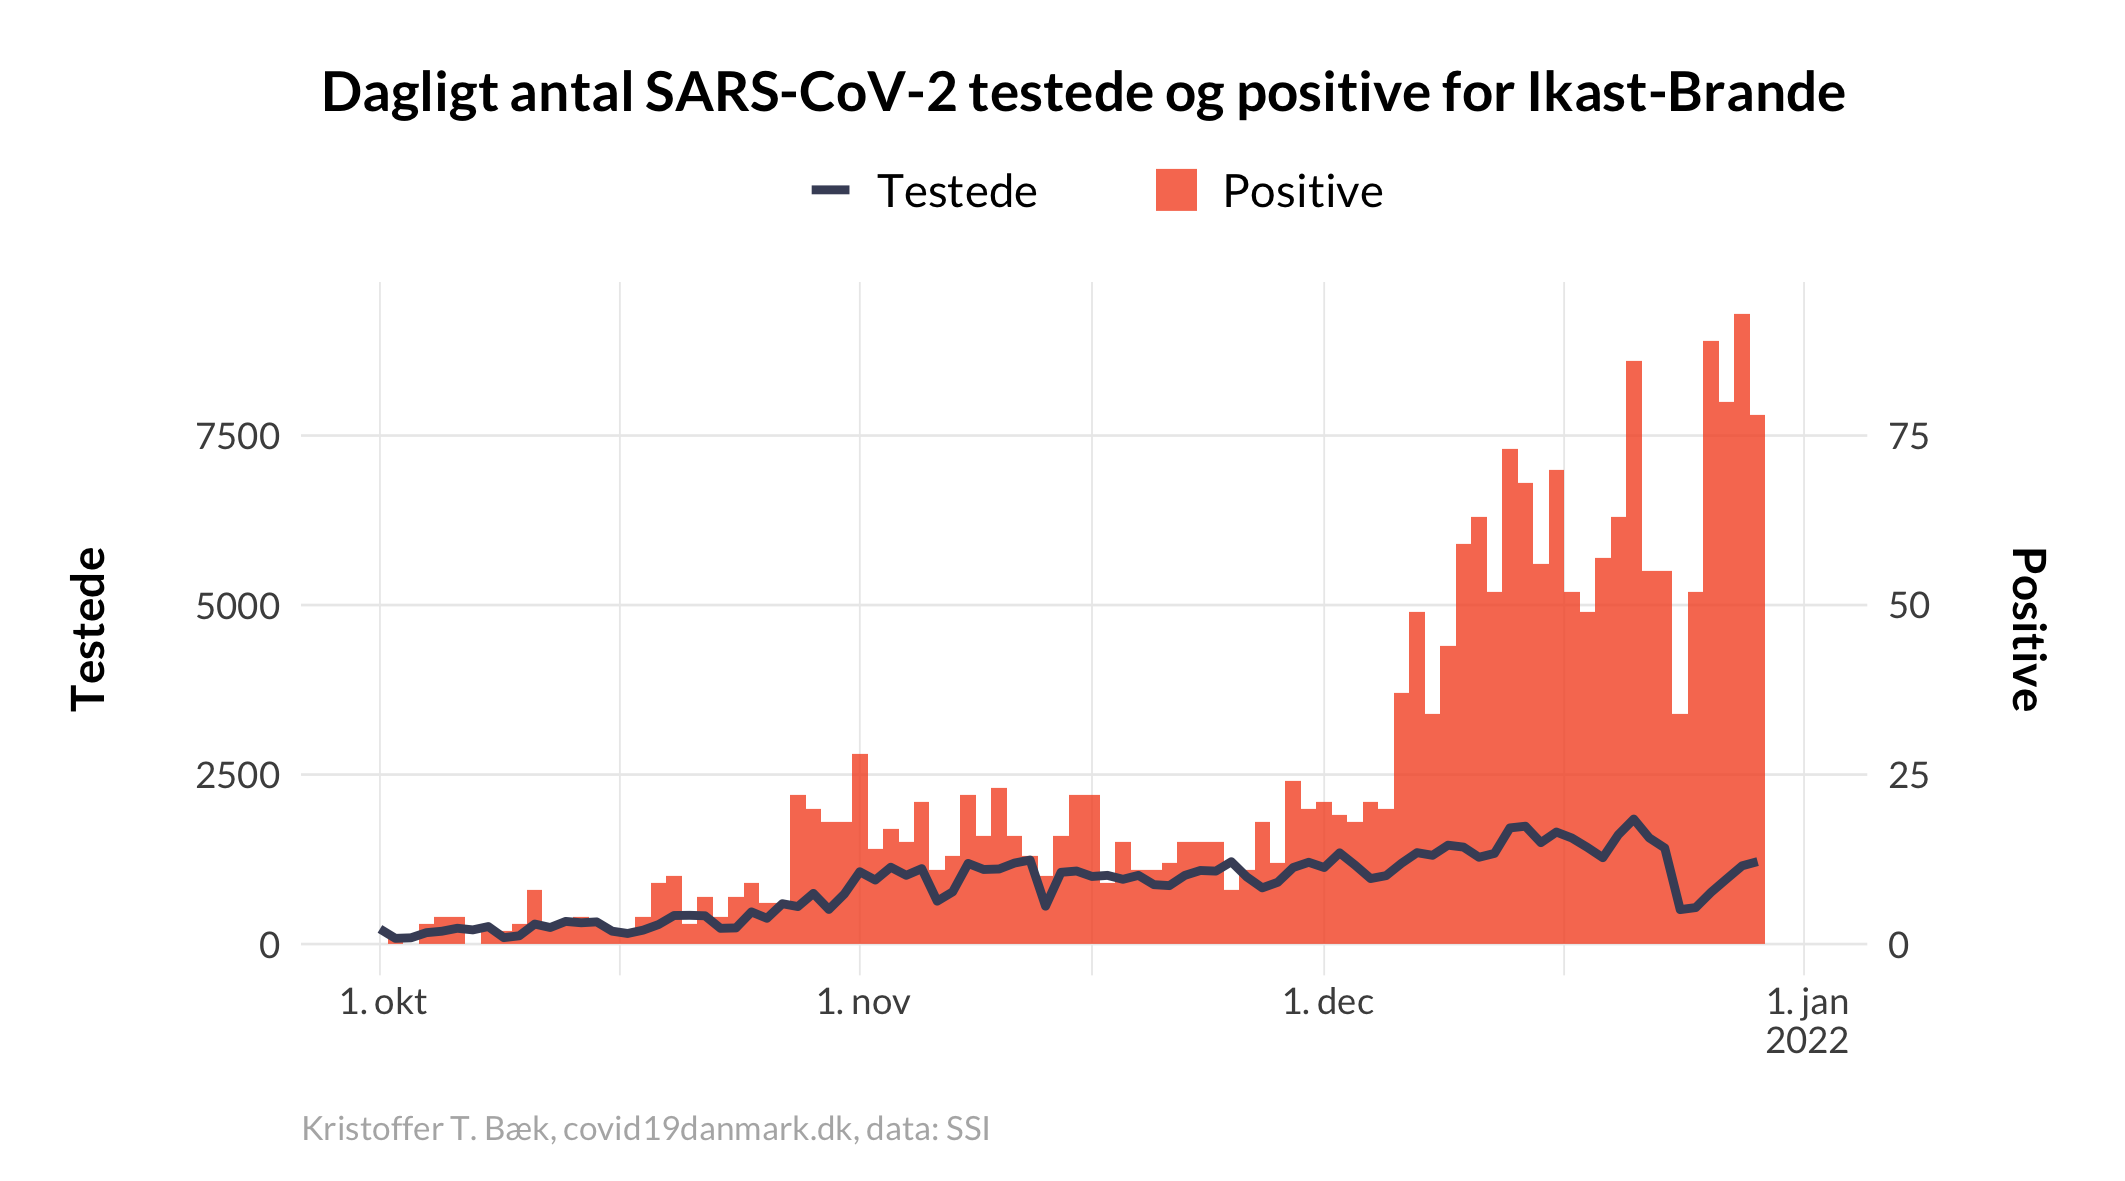 Dagligt antal SARS-CoV-2 testede og positive for Ikast-Brande
Testede
Positive
Testede
7500
5000
2500
0
75
50
25
0
Positive
1. okt
1. nov
1. dec
1. jan
2022
Kristoffer T. Bæk, covid19danmark.dk, data: SSI